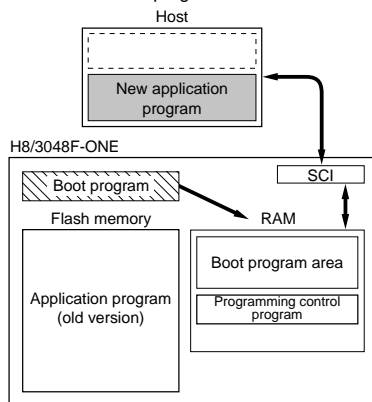 Host
New application
program
H8/3048F-ONE
SCI
Boot program
Flash memory
RAM
Boot program area
Application program
(old version)
Programming control
program